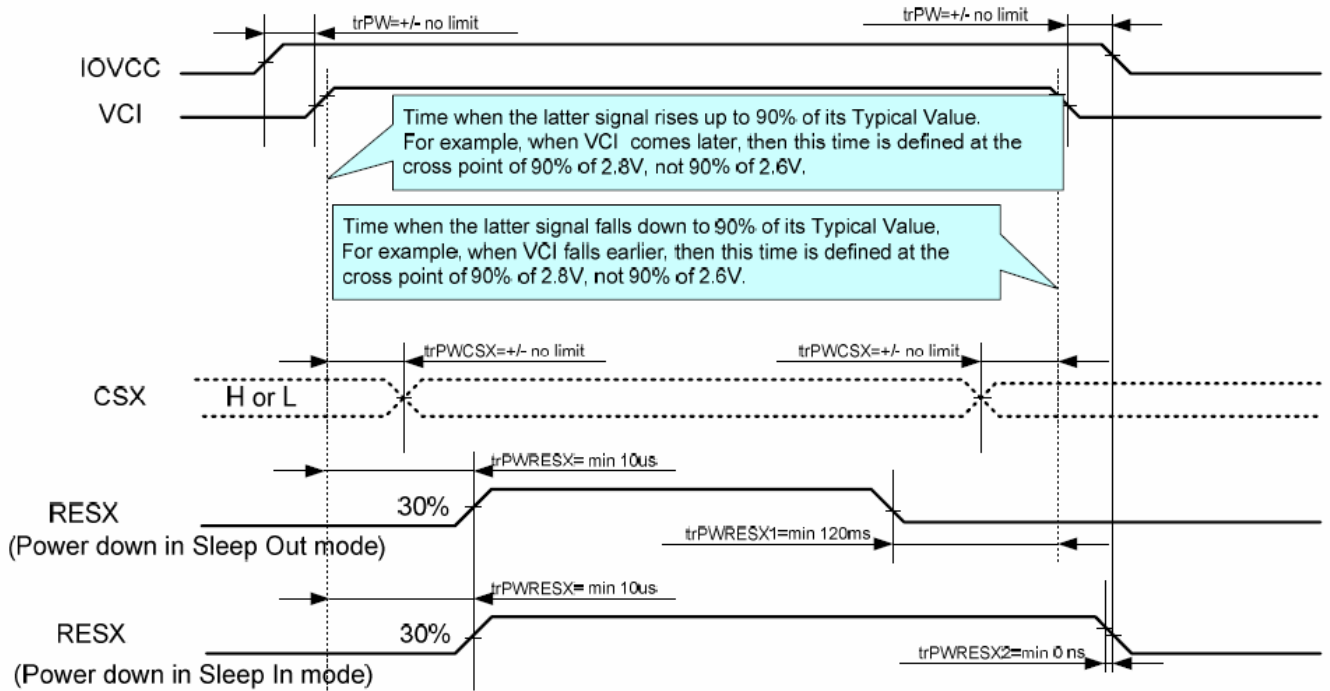 trPW=+/- no limit
trPW=+/- no limit
IOVCC
VCI
Time when the latter signal rises up to 90% of its Typical Value.
For example, when VCI comes later, then this time is defined at the
cross point of 90% of 2.8V, not 90% of 2.6V.
Time when the latter signal falls down to 90% of its Typical Value,
For example, when VCI falls earlier, then this time is defined at the
cross point of 90% of 2.8V, not 90% of 2.6V.
trPWCSX=+/- no limit
trPWCSX=+/- no limit
CSX
H or L
trPWRESX= min 10us
30%
RESX
(Power down in Sleep Out mode)
trPWRESX1=min 120ms
trPWRESX= min 10us
30%
RESX
(Power down in Sleep In mode)
trPWRESX2=min 0 ns